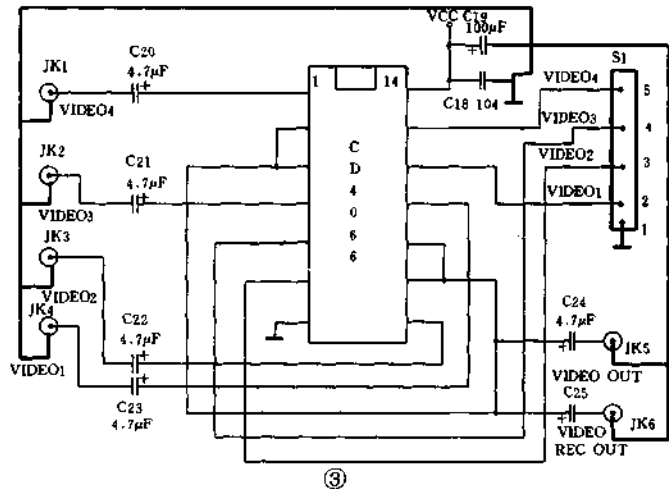 VCC C19
100μF
C20
4.7μF
JK1
VIDEO4
1 14
C18 104
S1
VIDEO4
5
VIDEO3
4
VIDEO2
3
VIDEO1
2
1
JK2
C21
4.7μF
VIDEO3
C
D
4
0
6
6
JK3
VIDEO2
JK4
VIDEO1
C22
4.7μF
C23
4.7μF
C24
4.7μF
JK5
VIDEO OUT
C25
VIDEO
REC OUT
JK6
③